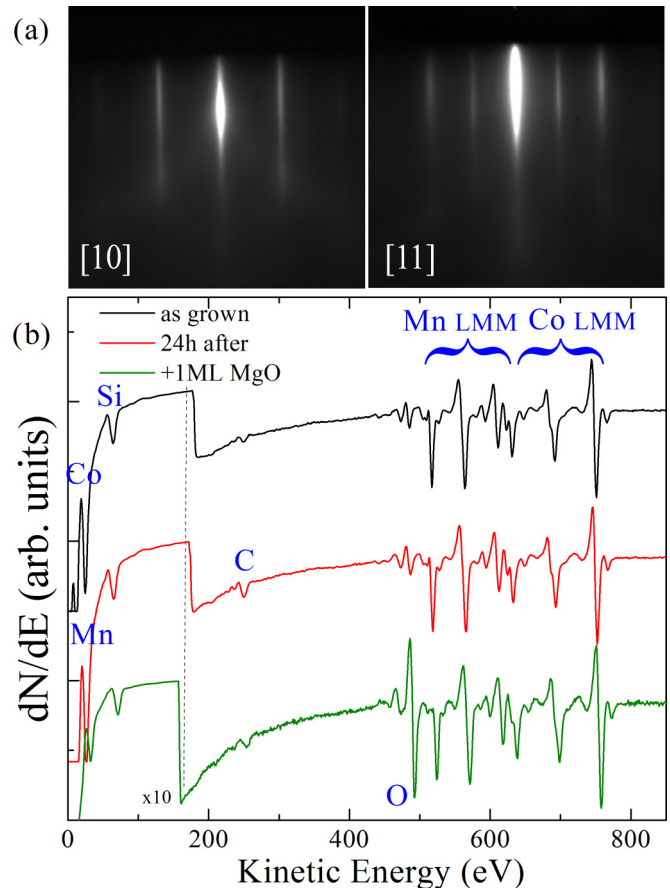 (a)
[10]
[11]
(b)
as grown
24h after
+1ML MgO
Mn LMM
Co LMM
Si
Co
C
Mn
O
x10
dN/dE (arb. units)
0
200
400
600
800
Kinetic Energy (eV)